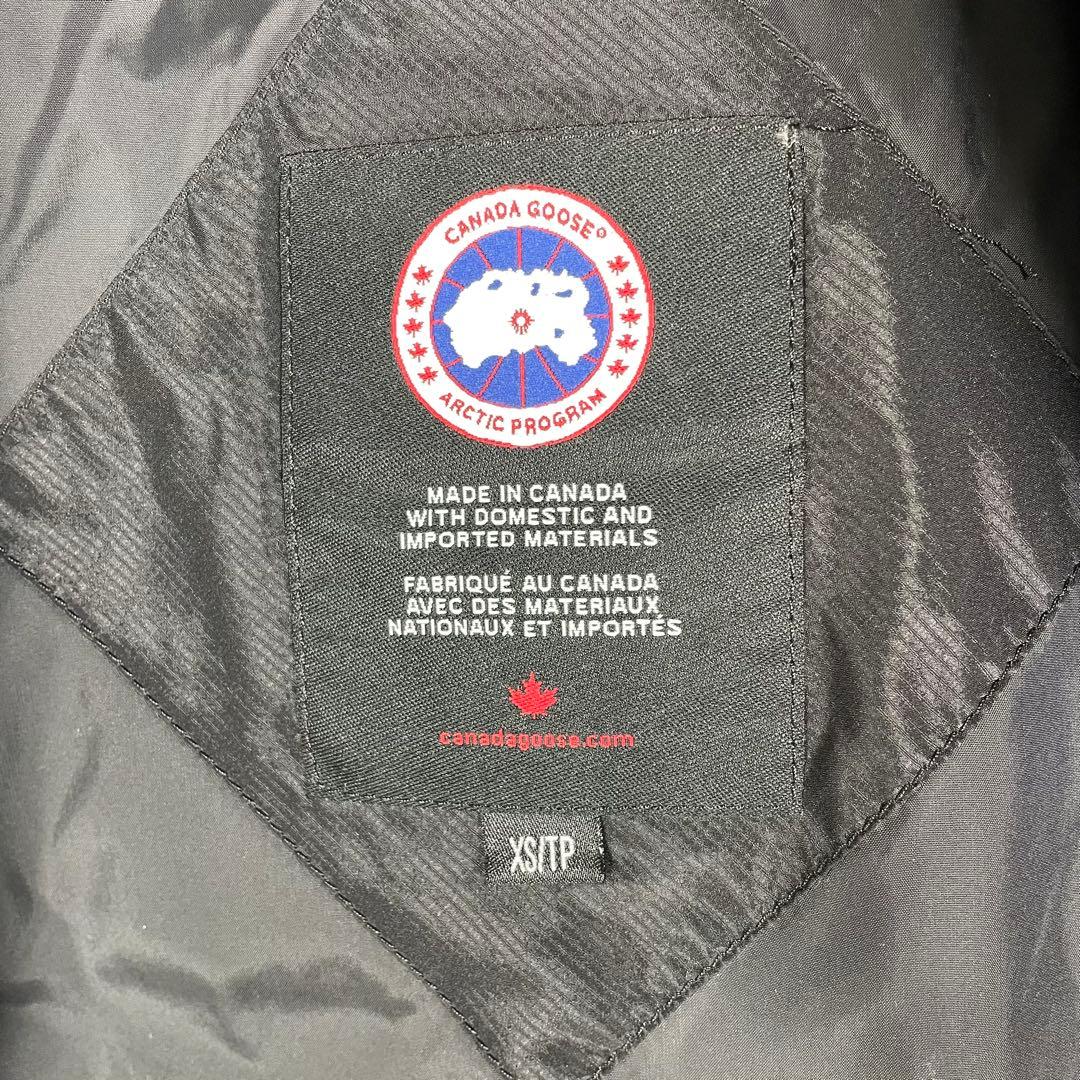 CANADA GOOSE®
ARCTIC PROGRAM
MADE IN CANADA
WITH DOMESTIC AND
IMPORTED MATERIALS
FABRIQUÉ AU CANADA
AVEC DES MATERIAUX
NATIONAUX ET IMPORTÉS
canadagoose.com
XS/TP